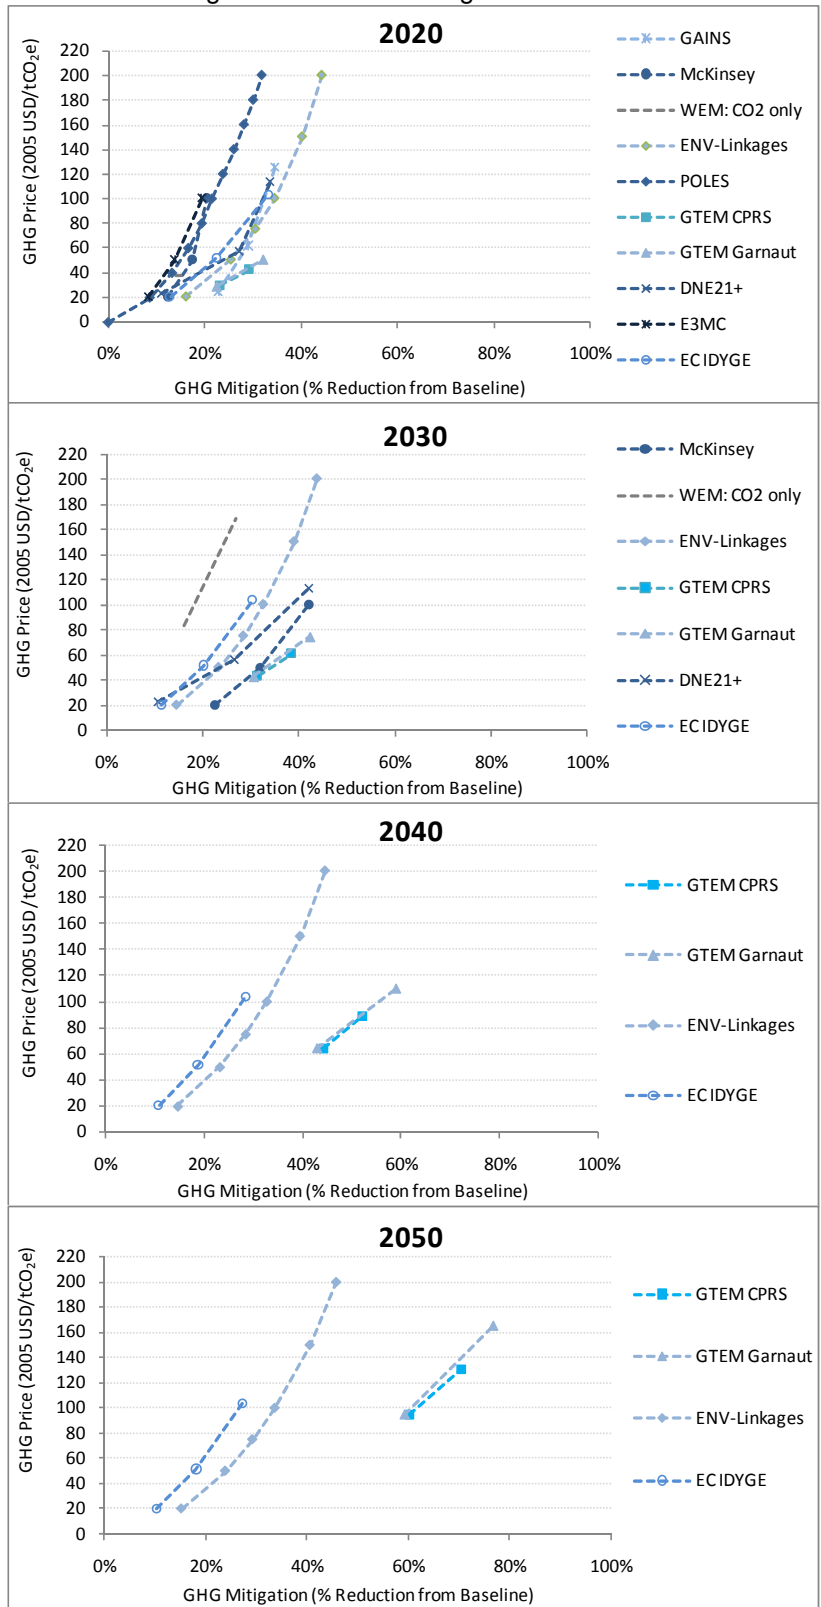 2020
GHG Price (2005 USD/tCO₂e)
220
200
180
160
140
120
100
80
60
40
20
0
0% 20% 40% 60% 80% 100%
GHG Mitigation (% Reduction from Baseline)
GAINS
McKinsey
WEM: CO2 only
ENV-Linkages
POLES
GTEM CPRS
GTEM Garnaut
DNE21+
E3MC
EC IDYGE
2030
GHG Price (2005 USD/tCO₂e)
220
200
180
160
140
120
100
80
60
40
20
0
0% 20% 40% 60% 80% 100%
GHG Mitigation (% Reduction from Baseline)
McKinsey
WEM: CO2 only
ENV-Linkages
GTEM CPRS
GTEM Garnaut
DNE21+
EC IDYGE
2040
GHG Price (2005 USD/tCO₂e)
220
200
180
160
140
120
100
80
60
40
20
0
0% 20% 40% 60% 80% 100%
GHG Mitigation (% Reduction from Baseline)
GTEM CPRS
GTEM Garnaut
ENV-Linkages
EC IDYGE
2050
GHG Price (2005 USD/tCO₂e)
220
200
180
160
140
120
100
80
60
40
20
0
0% 20% 40% 60% 80% 100%
GHG Mitigation (% Reduction from Baseline)
GTEM CPRS
GTEM Garnaut
ENV-Linkages
EC IDYGE